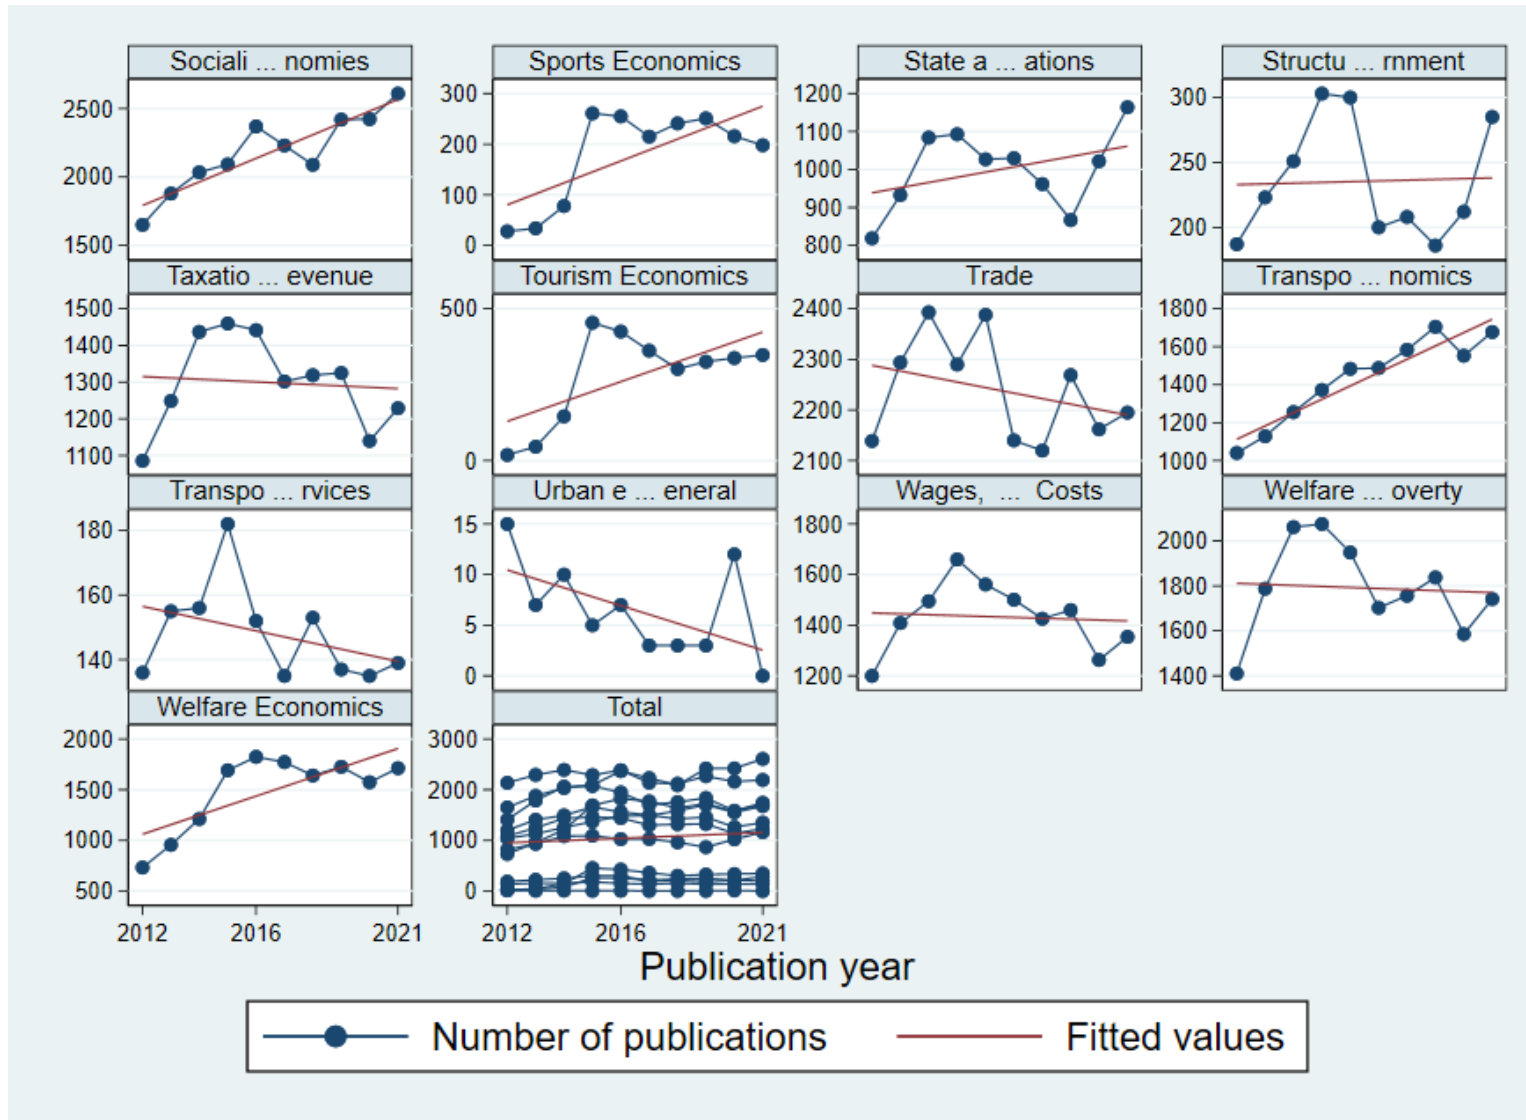 Sociali ... nomies
Sports Economics
State a ... ations
Structu ... rnment
2500
2000
1500
300
200
100
0
1200
1100
1000
900
800
300
250
200
Taxatio ... evenue
Tourism Economics
Trade
Transpo ... nomics
1500
1400
1300
1200
1100
500
0
2400
2300
2200
2100
1800
1600
1400
1200
1000
Transpo ... rvices
Urban e ... eneral
Wages, ... Costs
Welfare ... overty
180
160
140
15
10
5
0
1800
1600
1400
1200
2000
1800
1600
1400
Welfare Economics
Total
2000
1500
1000
500
3000
2000
1000
0
2012 2016 2021
2012 2016 2021
Publication year
Number of publications
Fitted values